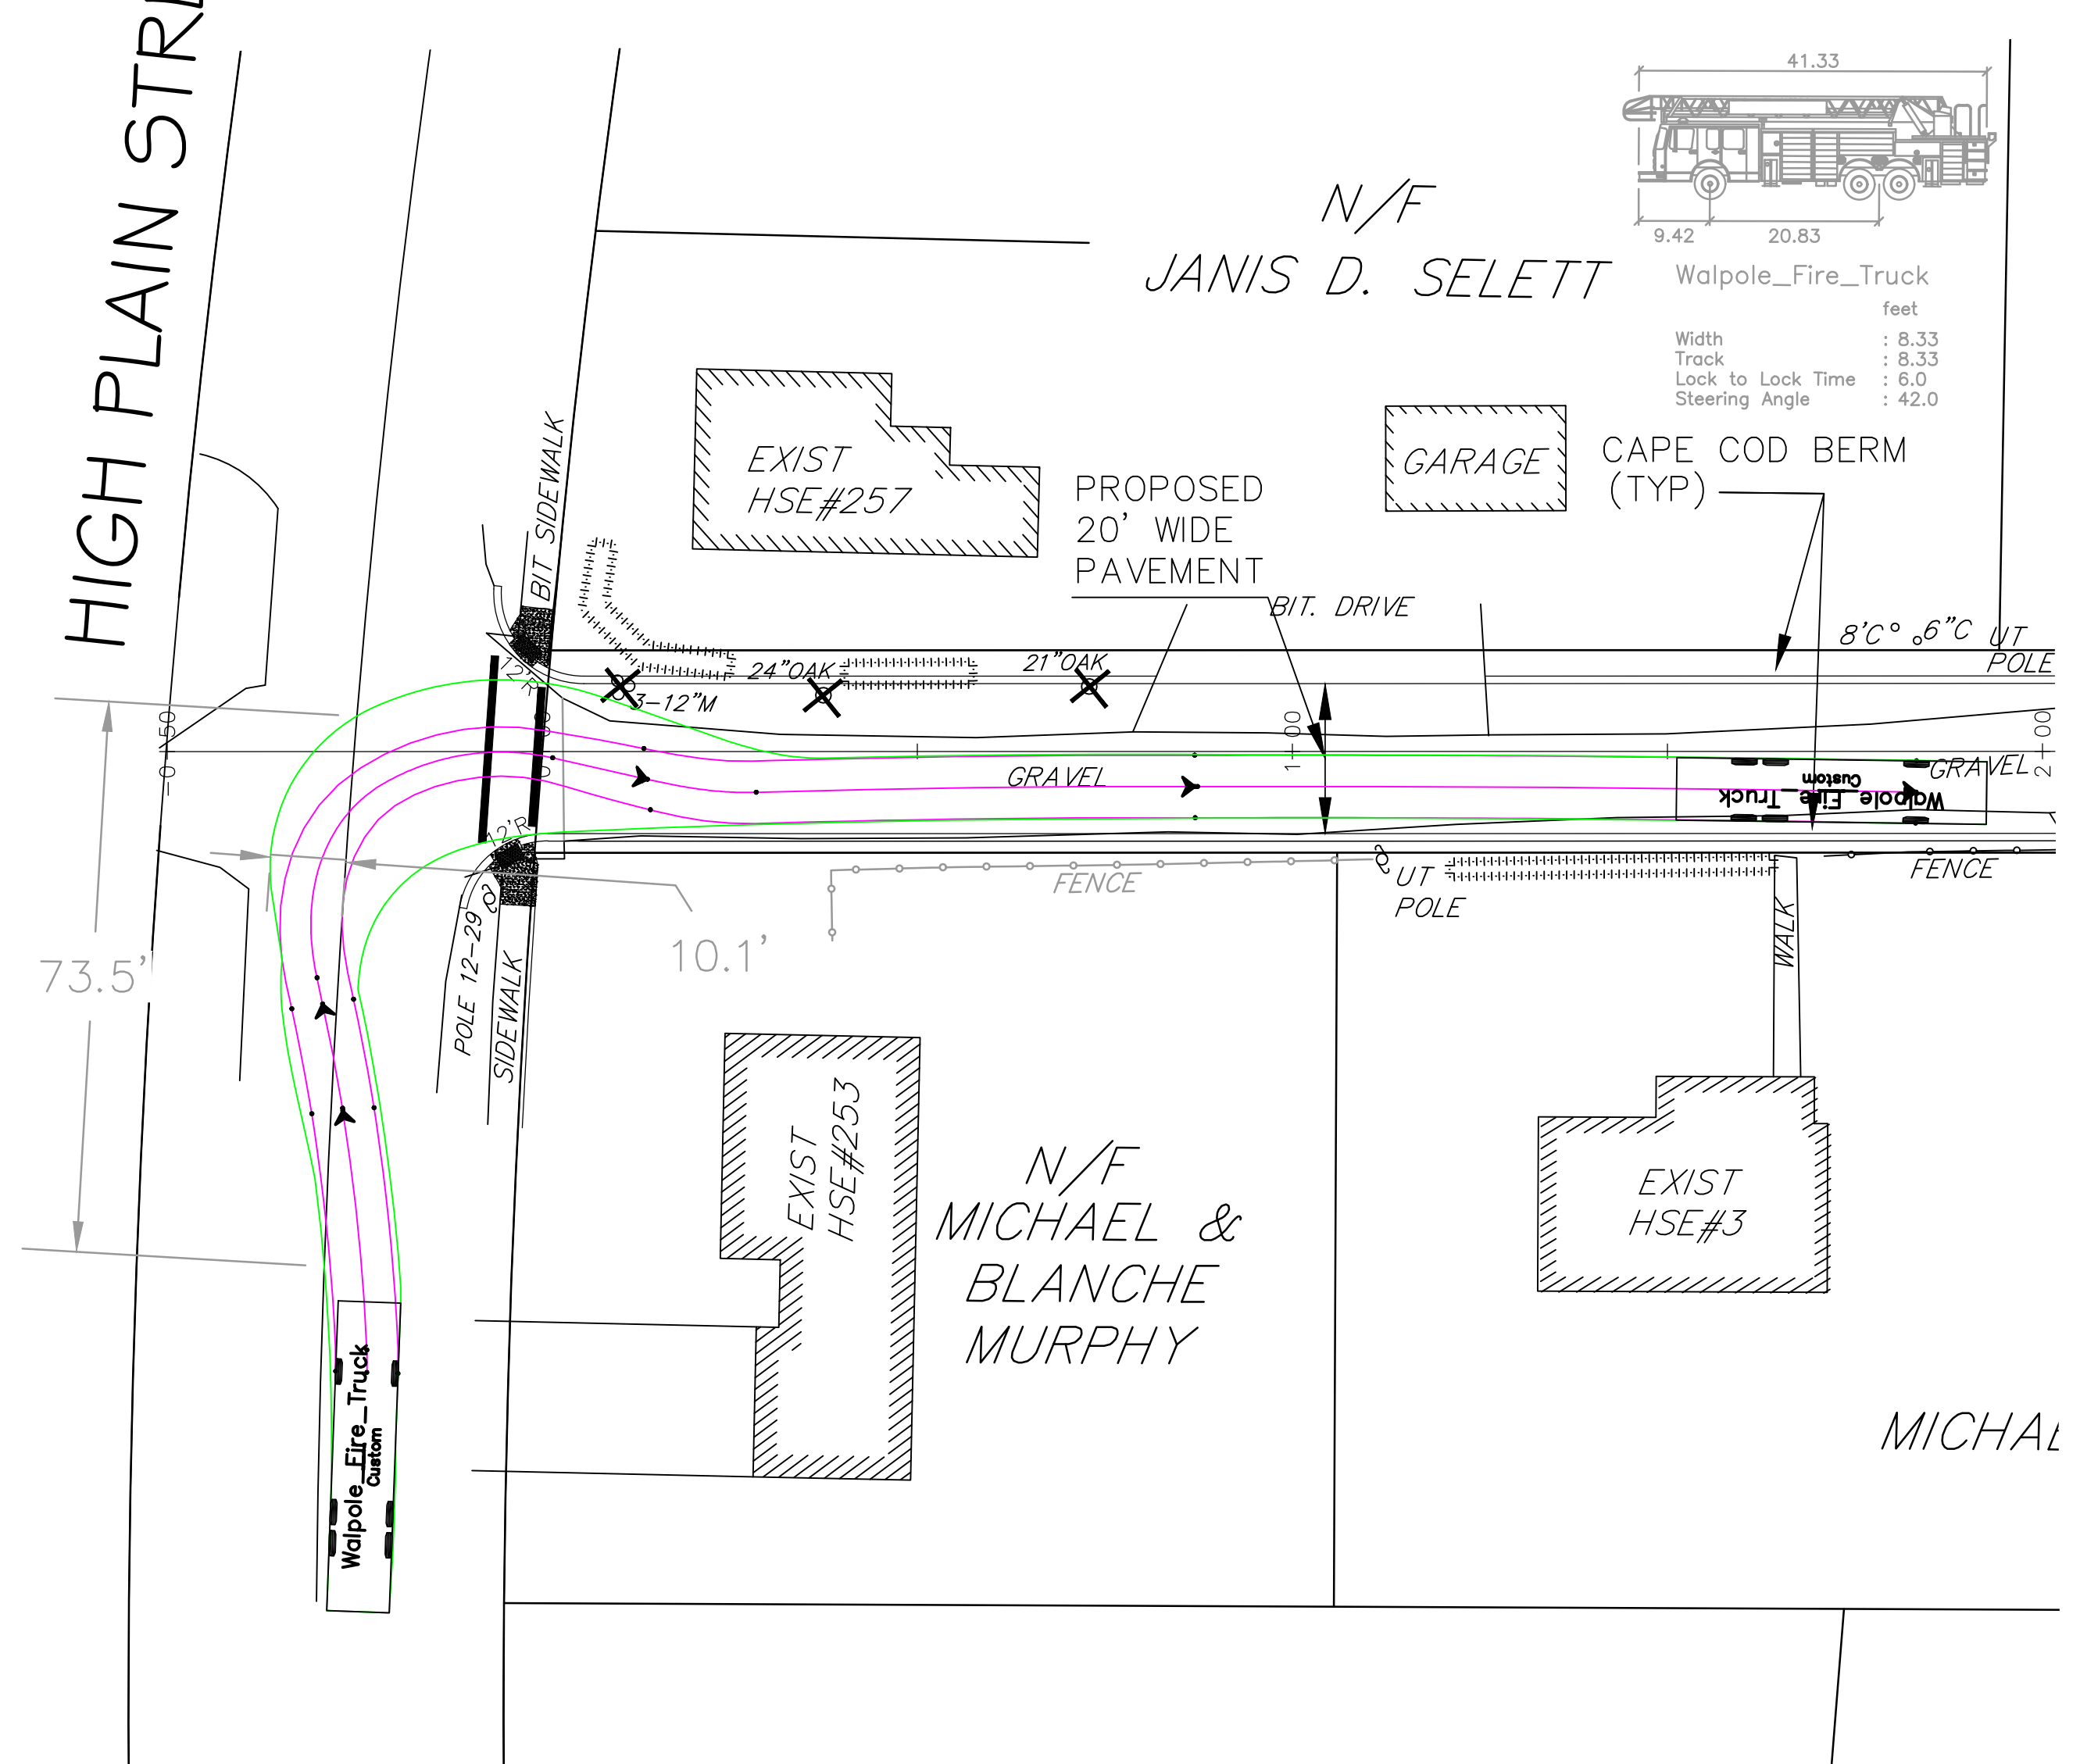 HIGH PLAIN
41.33
9.42
20.83
Walpole_Fire_Truck
feet
Width : 8.33
Track : 8.33
Lock to Lock Time : 6.0
Steering Angle : 42.0
N/F
JANIS D. SELETT
EXIST
HSE#257
GARAGE
CAPE COD BERM
(TYP)
PROPOSED
20' WIDE
PAVEMENT
BIT. DRIVE
BIT SIDEWALK
8"C
6"C
UT
POLE
12'R
3-12"M
24"OAK
21"OAK
-0+50
1+00
2+00
GRAVEL
GRAVEL
Walpole_Fire_Truck
Custom
12'R
FENCE
UT
POLE
FENCE
WALK
10.1'
73.5'
POLE 12-29
SIDEWALK
EXIST
HSE#253
N/F
MICHAEL &
BLANCHE
MURPHY
EXIST
HSE#3
Walpole_Fire_Truck
Custom